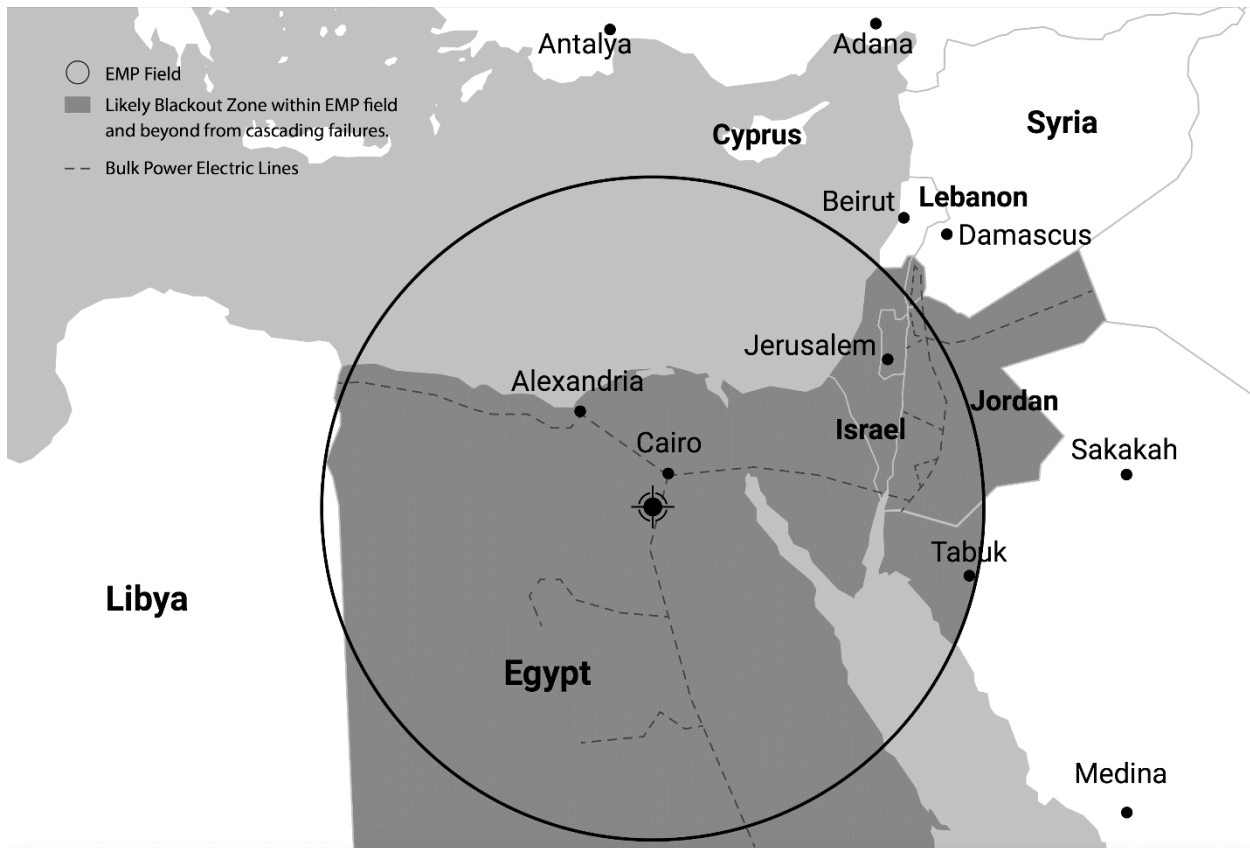 Antalya
Adana
EMP Field
Likely Blackout Zone within EMP field
and beyond from cascading failures.
Bulk Power Electric Lines
Cyprus
Syria
Beirut
Lebanon
Damascus
Jerusalem
Alexandria
Jordan
Israel
Cairo
Sakakah
Tabuk
Libya
Egypt
Medina